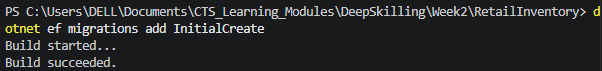 PS C:\Users\DELL\Documents\CTS_Learning_Modules\DeepSkilling\Week2\RetailInventory> d
otnet ef migrations add InitialCreate
Build started...
Build succeeded.